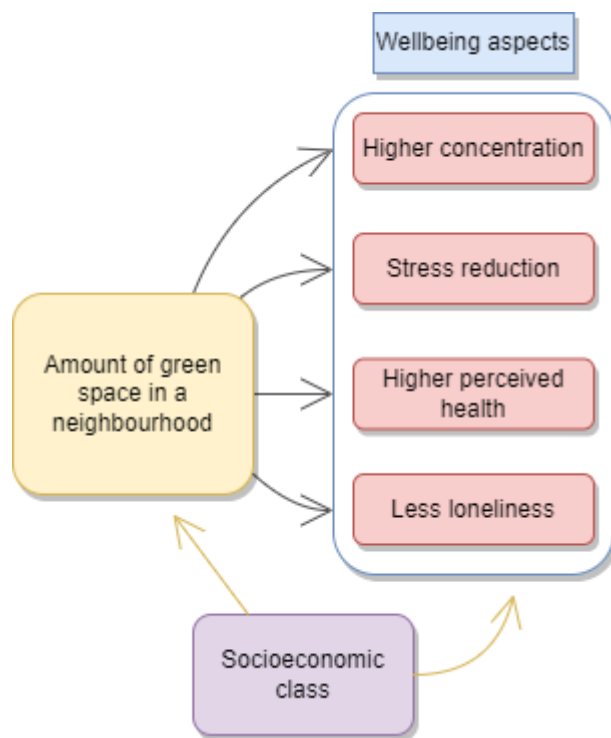 Wellbeing aspects
Higher concentration
Stress reduction
Amount of green
space in a
neighbourhood
Higher perceived
health
Less loneliness
Socioeconomic
class